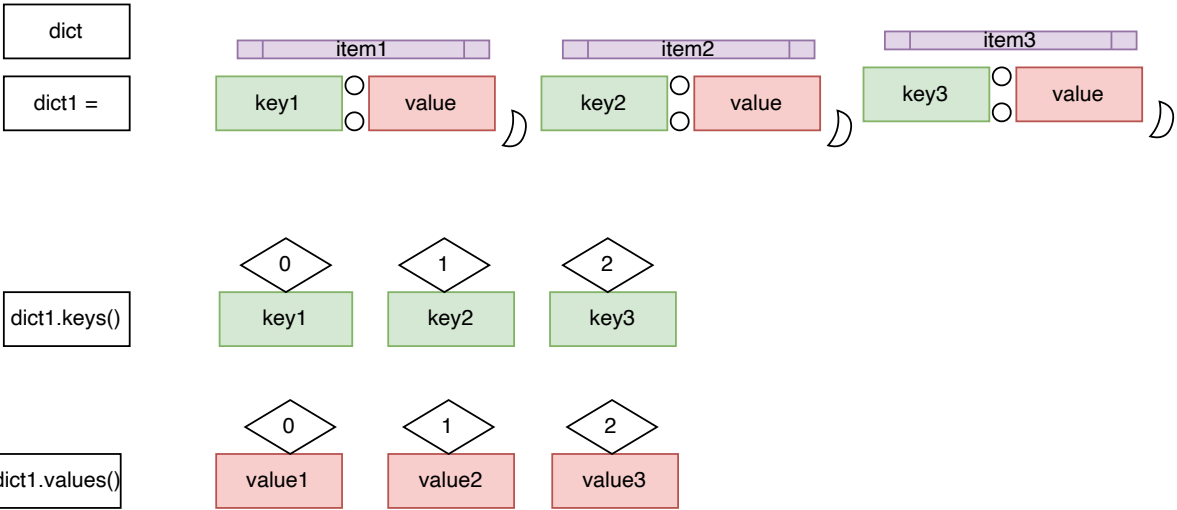 dict
item1 item2 item3
dict1 = key1 value key2 value key3 value
0 1 2
dict1.keys() key1 key2 key3
0 1 2
dict1.values() value1 value2 value3